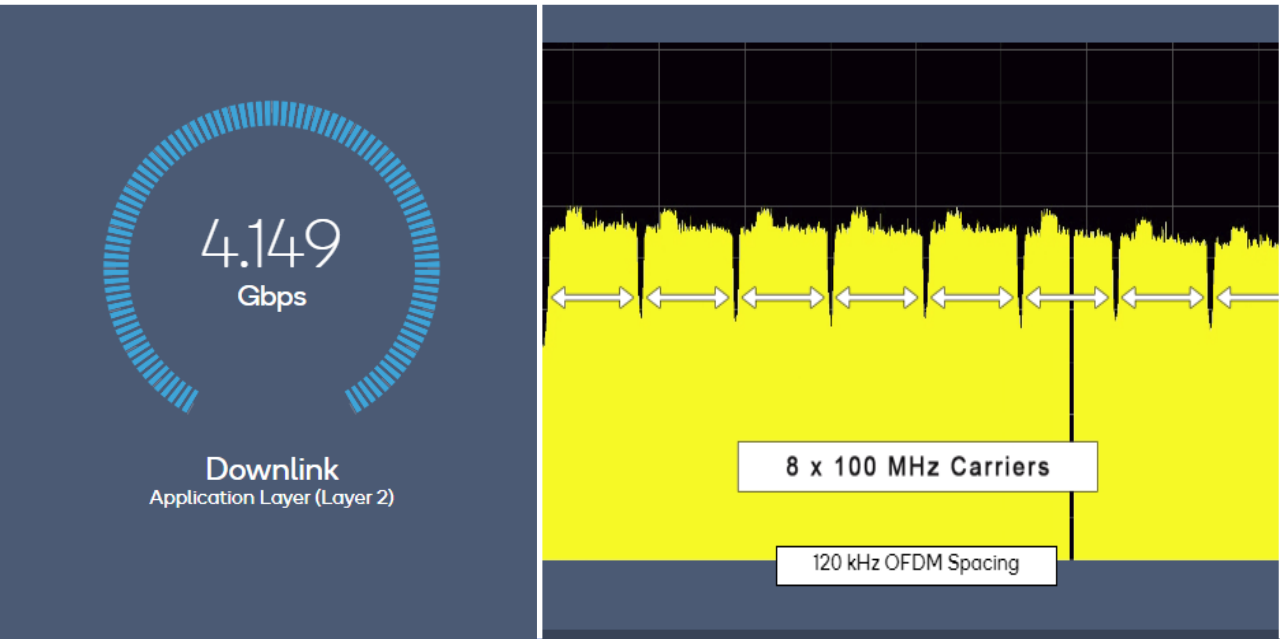 4.149
Gbps
Downlink
Application Layer (Layer 2)
8 x 100 MHz Carriers
120 kHz OFDM Spacing